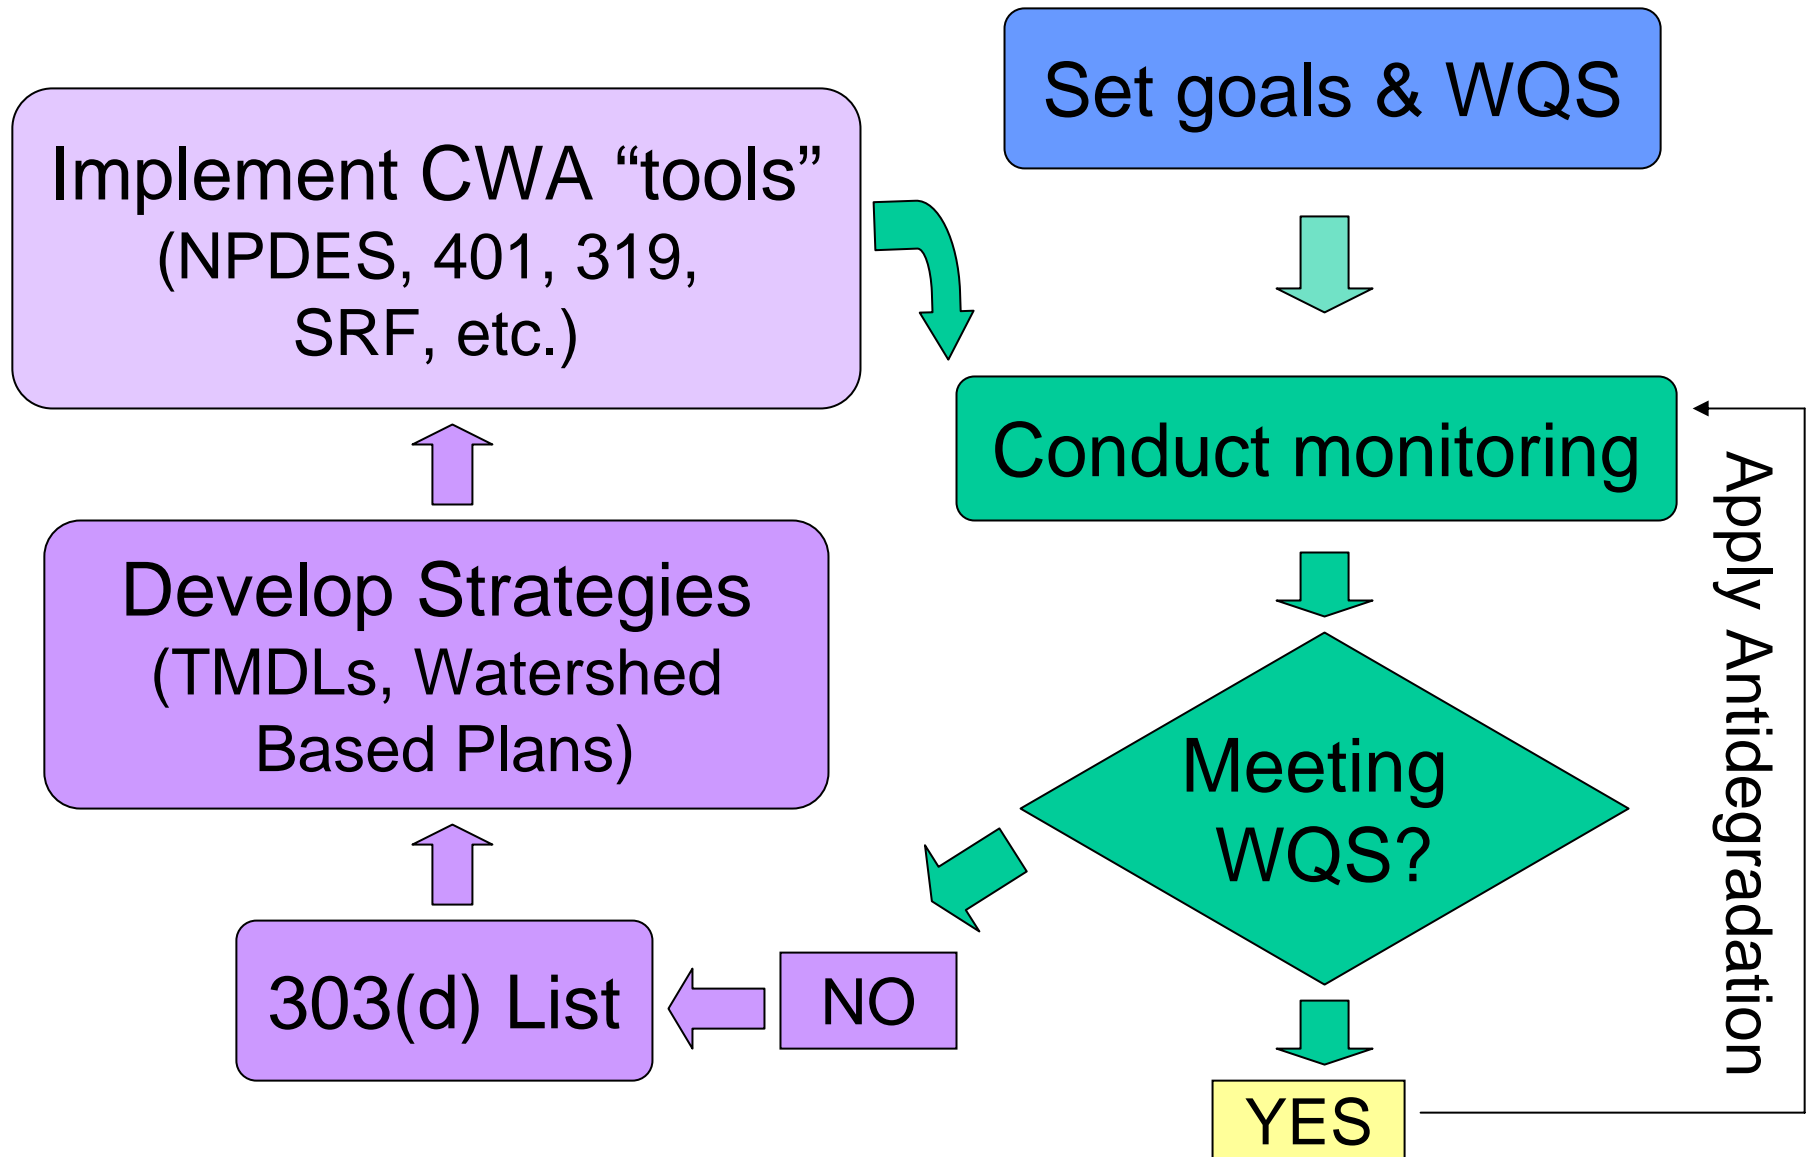 Set goals & WQS
Implement CWA “tools”
(NPDES, 401, 319,
SRF, etc.)
Conduct monitoring
Apply Antidegradation
Develop Strategies
(TMDLs, Watershed
Based Plans)
Meeting
WQS?
303(d) List
NO
YES